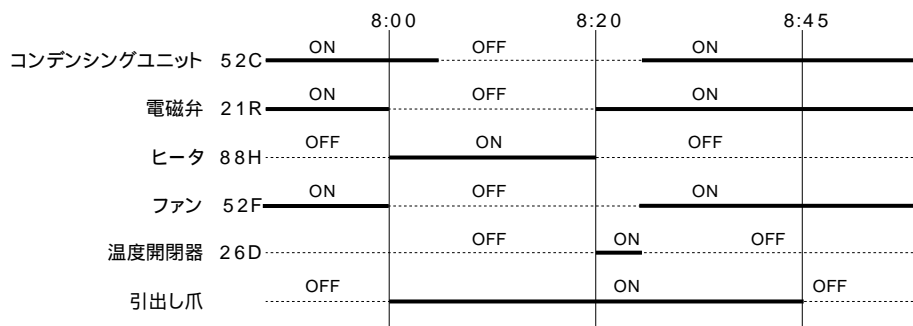 8:00 8:20 8:45
コンデンシングユニット 52C ON OFF ON
電磁弁 21R ON OFF ON
ヒータ 88H OFF ON OFF
ファン 52F ON OFF ON
温度開閉器 26D OFF ON OFF
引出し爪 OFF ON OFF